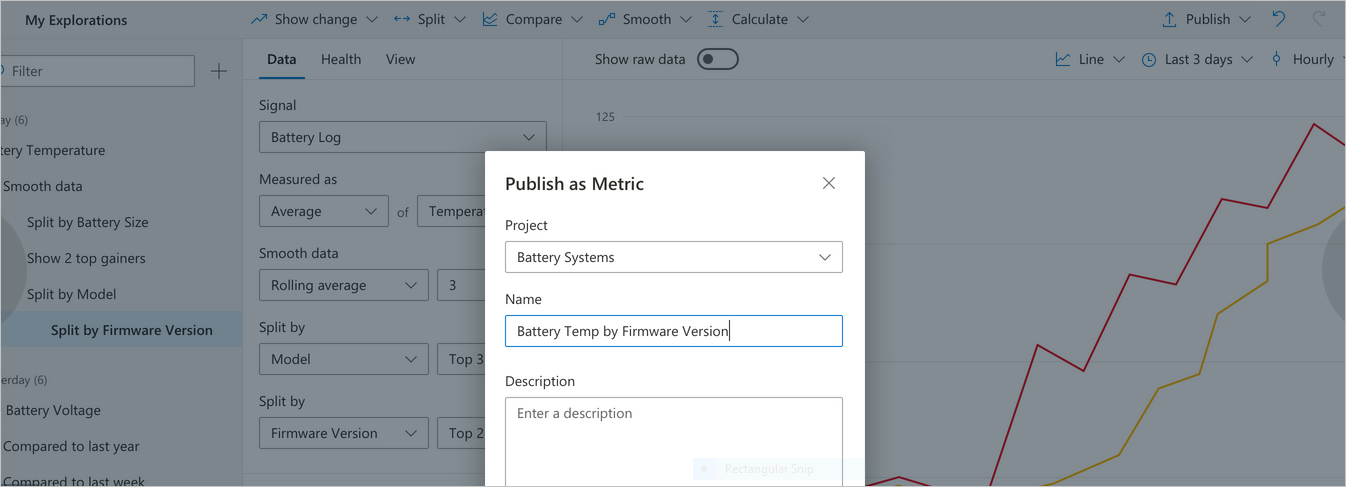 My Explorations
Show change
Split
Compare
Smooth
Calculate
Publish
Filter
Data
Health
View
Show raw data
Line
Last 3 days
Hourly
ay (6)
tery Temperature
Smooth data
Split by Battery Size
Show 2 top gainers
Split by Model
Split by Firmware Version
erday (6)
Battery Voltage
Compared to last year
Compared to last week
Signal
Battery Log
Measured as
Average
of
Temperat
Smooth data
Rolling average
3
Split by
Model
Top 3
Split by
Firmware Version
Top 2
125
Publish as Metric
Project
Battery Systems
Name
Battery Temp by Firmware Version
Description
Enter a description
Rectangular Snip